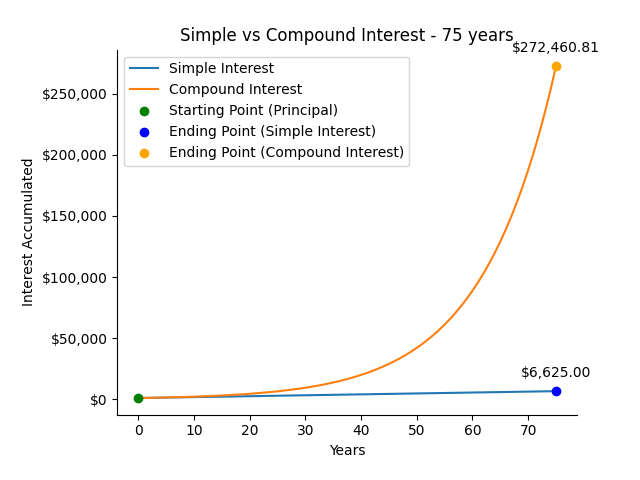 Simple vs Compound Interest - 75 years
$272,460.81
Simple Interest
Compound Interest
Starting Point (Principal)
Ending Point (Simple Interest)
Ending Point (Compound Interest)
$250,000
$200,000
$150,000
$100,000
$50,000
$0
Interest Accumulated
$6,625.00
0 10 20 30 40 50 60 70
Years